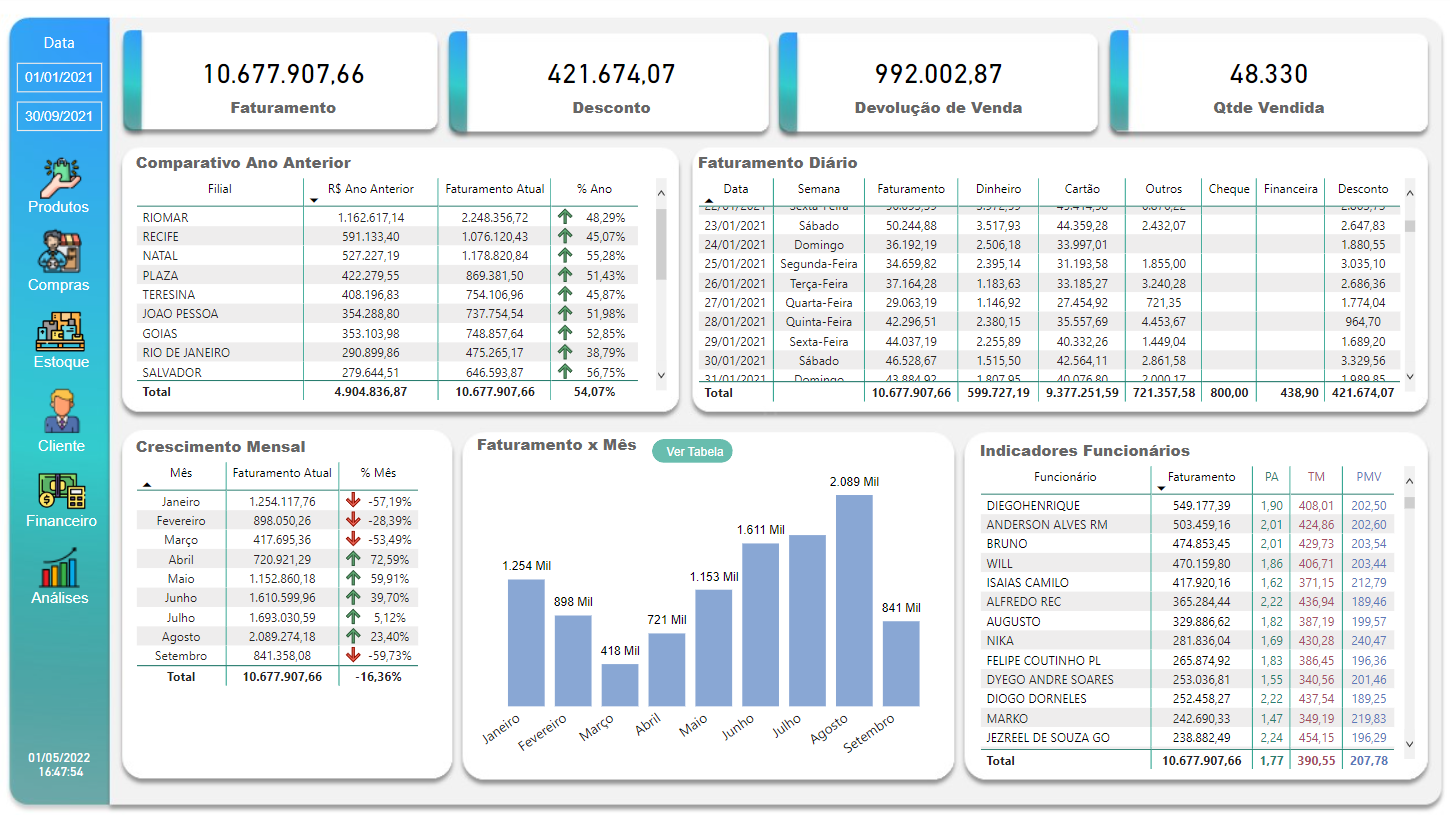 Data
01/01/2021
30/09/2021
Produtos
Compras
Estoque
Cliente
Financeiro
Análises
01/05/2022
16:47:54
10.677.907,66
Faturamento
421.674,07
Desconto
992.002,87
Devolução de Venda
48.330
Qtde Vendida
Comparativo Ano Anterior
Filial R$ Ano Anterior Faturamento Atual % Ano
RIOMAR 1.162.617,14 2.248.356,72 48,29%
RECIFE 591.133,40 1.076.120,43 45,07%
NATAL 527.227,19 1.178.820,84 55,28%
PLAZA 422.279,55 869.381,50 51,43%
TERESINA 408.196,83 754.106,96 45,87%
JOAO PESSOA 354.288,80 737.754,54 51,98%
GOIAS 353.103,98 748.857,64 52,85%
RIO DE JANEIRO 290.899,86 475.265,17 38,79%
SALVADOR 279.644,51 646.593,87 56,75%
Total 4.904.836,87 10.677.907,66 54,07%
Faturamento Diário
Data Semana Faturamento Dinheiro Cartão Outros Cheque Financeira Desconto
22/01/2021 Sexta-Feira
23/01/2021 Sábado 50.244,88 3.517,93 44.359,28 2.432,07 2.647,83
24/01/2021 Domingo 36.192,19 2.506,18 33.997,01 1.880,55
25/01/2021 Segunda-Feira 34.659,82 2.395,14 31.193,58 1.855,00 3.035,10
26/01/2021 Terça-Feira 37.164,28 1.183,63 33.185,27 3.240,28 2.686,36
27/01/2021 Quarta-Feira 29.063,19 1.146,92 27.454,92 721,35 1.774,04
28/01/2021 Quinta-Feira 42.296,51 2.380,15 35.557,69 4.453,67 964,70
29/01/2021 Sexta-Feira 44.037,19 2.255,89 40.332,26 1.449,04 1.689,20
30/01/2021 Sábado 46.528,67 1.515,50 42.564,11 2.861,58 3.329,56
31/01/2021 Domingo 43.884,92 1.807,95 40.076,80 2.000,17 1.989,85
Total 10.677.907,66 599.727,19 9.377.251,59 721.357,58 800,00 438,90 421.674,07
Crescimento Mensal
Mês Faturamento Atual % Mês
Janeiro 1.254.117,76 -57,19%
Fevereiro 898.050,26 -28,39%
Março 417.695,36 -53,49%
Abril 720.921,29 72,59%
Maio 1.152.860,18 59,91%
Junho 1.610.599,96 39,70%
Julho 1.693.030,59 5,12%
Agosto 2.089.274,18 23,40%
Setembro 841.358,08 -59,73%
Total 10.677.907,66 -16,36%
Faturamento x Mês
Ver Tabela
1.254 Mil
898 Mil
418 Mil
721 Mil
1.153 Mil
1.611 Mil
2.089 Mil
841 Mil
Janeiro
Fevereiro
Março
Abril
Maio
Junho
Julho
Agosto
Setembro
Indicadores Funcionários
Funcionário Faturamento PA TM PMV
DIEGOHENRIQUE 549.177,39 1,90 408,01 202,50
ANDERSON ALVES RM 503.459,16 2,01 424,86 202,60
BRUNO 474.853,45 2,01 429,73 203,54
WILL 470.159,80 1,86 406,71 203,44
ISAIAS CAMILO 417.920,16 1,62 371,15 212,79
ALFREDO REC 365.284,44 2,22 436,94 189,46
AUGUSTO 329.886,62 1,82 387,19 199,57
NIKA 281.836,04 1,69 430,28 240,47
FELIPE COUTINHO PL 265.874,92 1,83 386,45 196,36
DYEGO ANDRE SOARES 253.036,81 1,55 340,56 201,46
DIOGO DORNELES 252.458,27 2,22 437,54 189,25
MARKO 242.690,33 1,47 349,19 219,83
JEZREEL DE SOUZA GO 238.882,49 2,24 454,15 196,29
Total 10.677.907,66 1,77 390,55 207,78